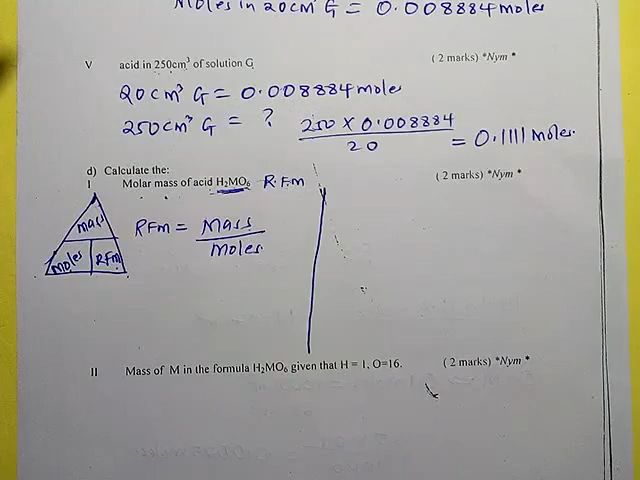 Moles in 20cm³ G = 0.008884 moles
V acid in 250cm³ of solution G (2 marks) *Nym *
20cm³ G = 0.008884 moles
250cm³ G = ? 250 x 0.008884 / 20 = 0.1111 moles.
d) Calculate the:
I Molar mass of acid H₂MO₆ R.F.m (2 marks) *Nym *
mass
moles RFm
RFm = Mass / Moles
II Mass of M in the formula H₂MO₆ given that H = 1, O=16. (2 marks) *Nym *